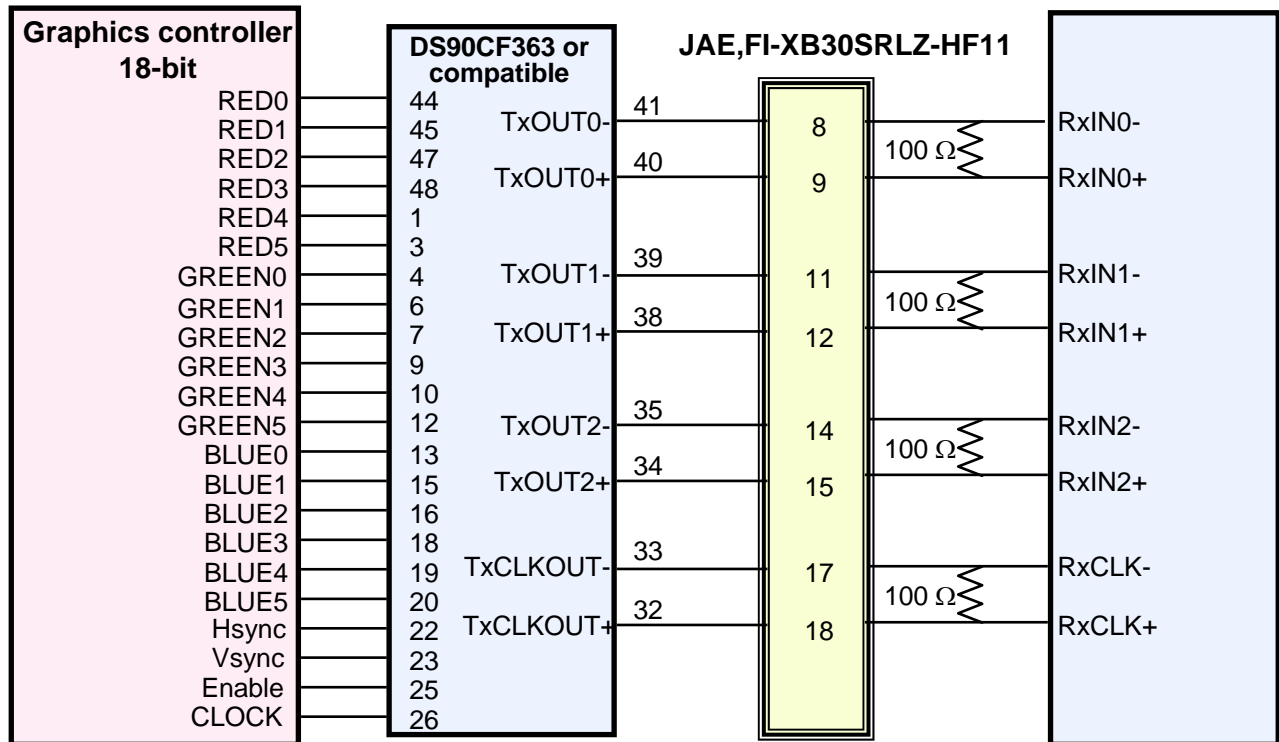 Graphics controller
18-bit
RED0
RED1
RED2
RED3
RED4
RED5
GREEN0
GREEN1
GREEN2
GREEN3
GREEN4
GREEN5
BLUE0
BLUE1
BLUE2
BLUE3
BLUE4
BLUE5
Hsync
Vsync
Enable
CLOCK
DS90CF363 or
compatible
44
45
47
48
1
3
4
6
7
9
10
12
13
15
16
18
19
20
22
23
25
26
TxOUT0-
TxOUT0+
TxOUT1-
TxOUT1+
TxOUT2-
TxOUT2+
TxCLKOUT-
TxCLKOUT+
41
40
39
38
35
34
33
32
JAE,FI-XB30SRLZ-HF11
8
9
11
12
14
15
17
18
100 Ω
100 Ω
100 Ω
100 Ω
RxIN0-
RxIN0+
RxIN1-
RxIN1+
RxIN2-
RxIN2+
RxCLK-
RxCLK+